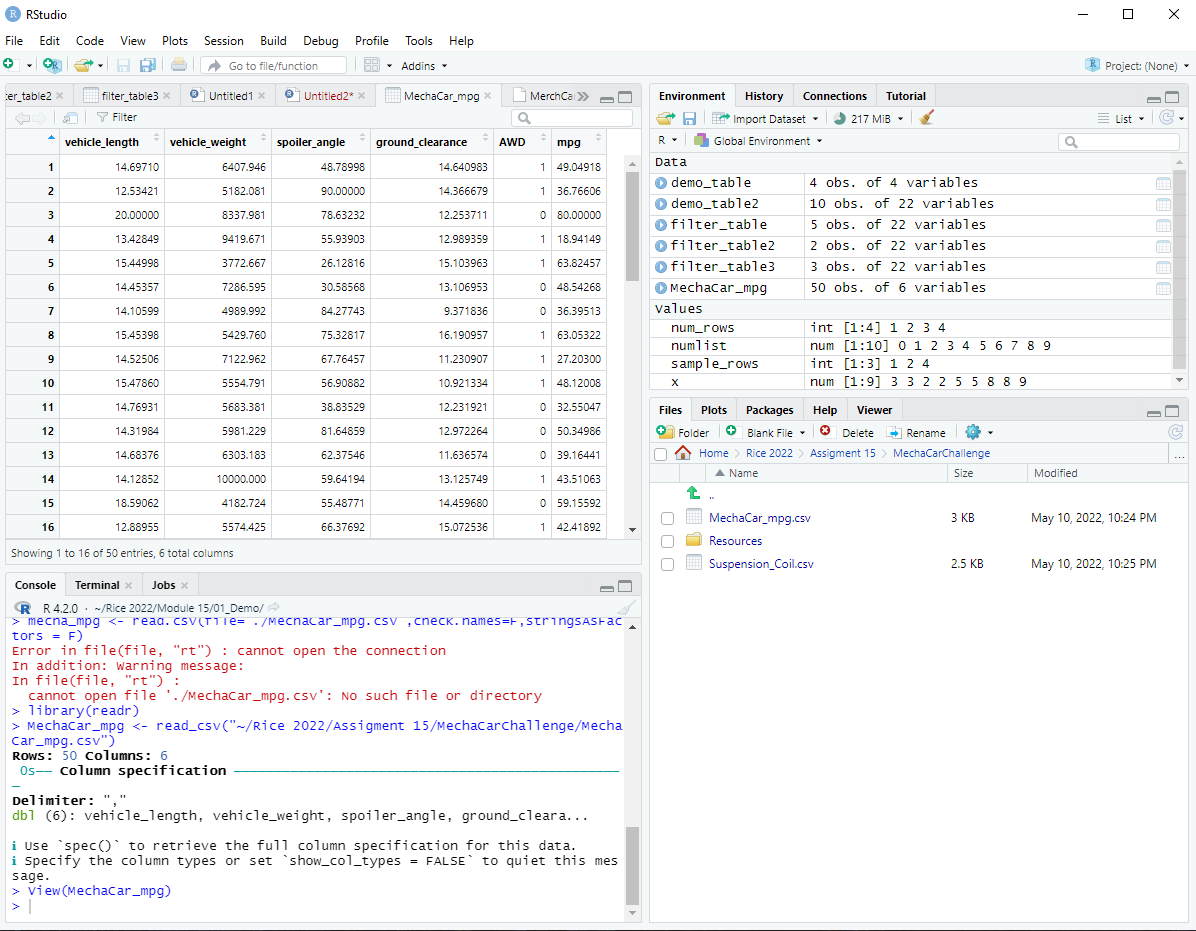 RStudio
File Edit Code View Plots Session Build Debug Profile Tools Help
Go to file/function Addins Project: (None)
ter_table2 filter_table3 Untitled1 Untitled2* MechaCar_mpg MerchCa
Filter
vehicle_length vehicle_weight spoiler_angle ground_clearance AWD mpg
1 14.69710 6407.946 48.78998 14.640983 1 49.04918
2 12.53421 5182.081 90.00000 14.366679 1 36.76606
3 20.00000 8337.981 78.63232 12.253711 0 80.00000
4 13.42849 9419.671 55.93903 12.989359 1 18.94149
5 15.44998 3772.667 26.12816 15.103963 1 63.82457
6 14.45357 7286.595 30.58568 13.106953 0 48.54268
7 14.10599 4989.992 84.27743 9.371836 0 36.39513
8 15.45398 5429.760 75.32817 16.190957 1 63.05322
9 14.52506 7122.962 67.76457 11.230907 1 27.20300
10 15.47860 5554.791 56.90882 10.921334 1 48.12008
11 14.76931 5683.381 38.83529 12.231921 0 32.55047
12 14.31984 5981.229 81.64859 12.972264 0 50.34986
13 14.68376 6303.183 62.37546 11.636574 0 39.16441
14 14.12852 10000.000 59.64194 13.125749 1 43.51063
15 18.59062 4182.724 55.48771 14.459680 0 59.15592
16 12.88955 5574.425 66.37692 15.072536 1 42.41892
Showing 1 to 16 of 50 entries, 6 total columns
Console Terminal Jobs
R 4.2.0 · ~/Rice 2022/Module 15/01_Demo/
> mecha_mpg <- read.csv(file='./MechaCar_mpg.csv',check.names=F,stringsAsFac
tors = F)
Error in file(file, "rt") : cannot open the connection
In addition: Warning message:
In file(file, "rt") :
cannot open file './MechaCar_mpg.csv': No such file or directory
> library(readr)
> MechaCar_mpg <- read_csv("~/Rice 2022/Assigment 15/MechaCarChallenge/Mecha
Car_mpg.csv")
Rows: 50 Columns: 6
0s── Column specification ────────────────────────────────────────────────
─
Delimiter: ","
dbl (6): vehicle_length, vehicle_weight, spoiler_angle, ground_cleara...
ℹ Use `spec()` to retrieve the full column specification for this data.
ℹ Specify the column types or set `show_col_types = FALSE` to quiet this mes
sage.
> View(MechaCar_mpg)
>
Environment History Connections Tutorial
Import Dataset 217 MiB List
R Global Environment
Data
demo_table 4 obs. of 4 variables
demo_table2 10 obs. of 22 variables
filter_table 5 obs. of 22 variables
filter_table2 2 obs. of 22 variables
filter_table3 3 obs. of 22 variables
MechaCar_mpg 50 obs. of 6 variables
Values
num_rows int [1:4] 1 2 3 4
numlist num [1:10] 0 1 2 3 4 5 6 7 8 9
sample_rows int [1:3] 1 2 4
x num [1:9] 3 3 2 2 5 5 8 8 9
Files Plots Packages Help Viewer
Folder Blank File Delete Rename
Home > Rice 2022 > Assigment 15 > MechaCarChallenge ...
Name Size Modified
..
MechaCar_mpg.csv 3 KB May 10, 2022, 10:24 PM
Resources
Suspension_Coil.csv 2.5 KB May 10, 2022, 10:25 PM